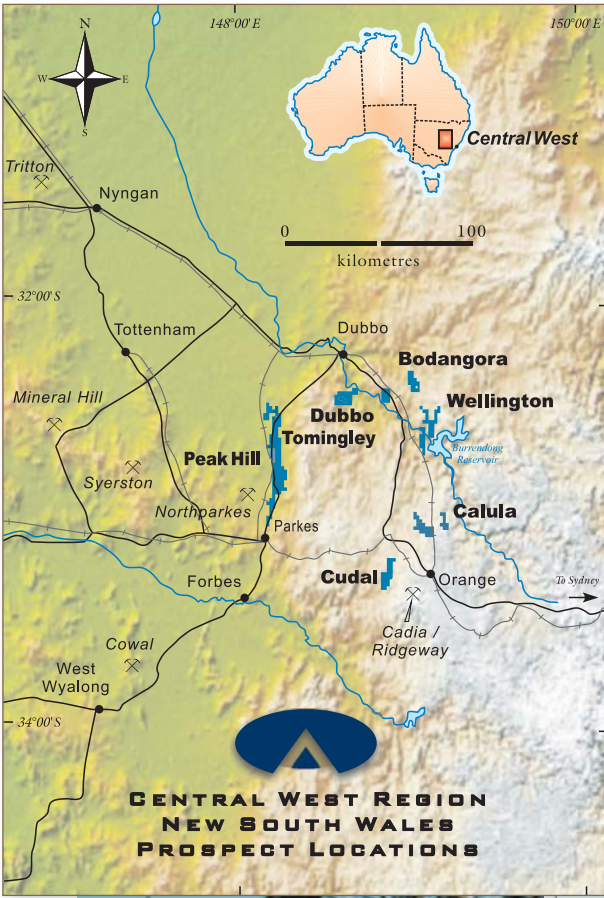 148°00' E
150°00' E
N
W
E
S
Central West
Tritton
Nyngan
0
100
kilometres
32°00' S
Tottenham
Dubbo
Bodangora
Mineral Hill
Dubbo
Wellington
Tomingley
Burrendong
Reservoir
Peak Hill
Syerston
Northparkes
Calula
Parkes
Cudal
Orange
To Sydney
Forbes
Cadia /
Ridgeway
Cowal
West
Wyalong
34°00' S
CENTRAL WEST REGION
NEW SOUTH WALES
PROSPECT LOCATIONS